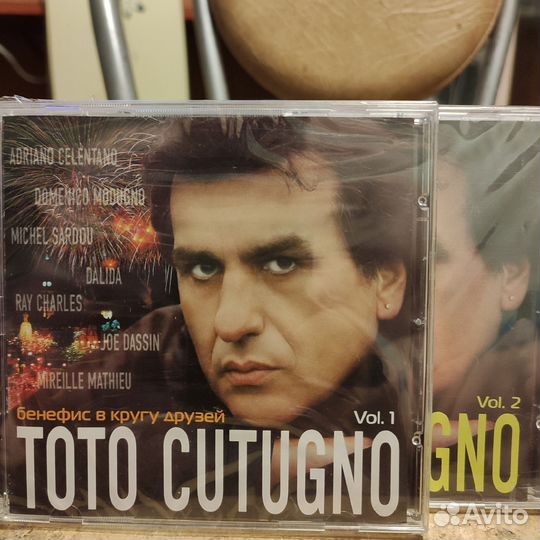 ADRIANO CELENTANO
DOMENICO MODUGNO
MICHEL SARDOU
DALIDA
RAY CHARLES
JOE DASSIN
MIREILLE MATHIEU
бенефис в кругу друзей
Vol. 1
TOTO CUTUGNO
Vol. 2
GNO
Avito